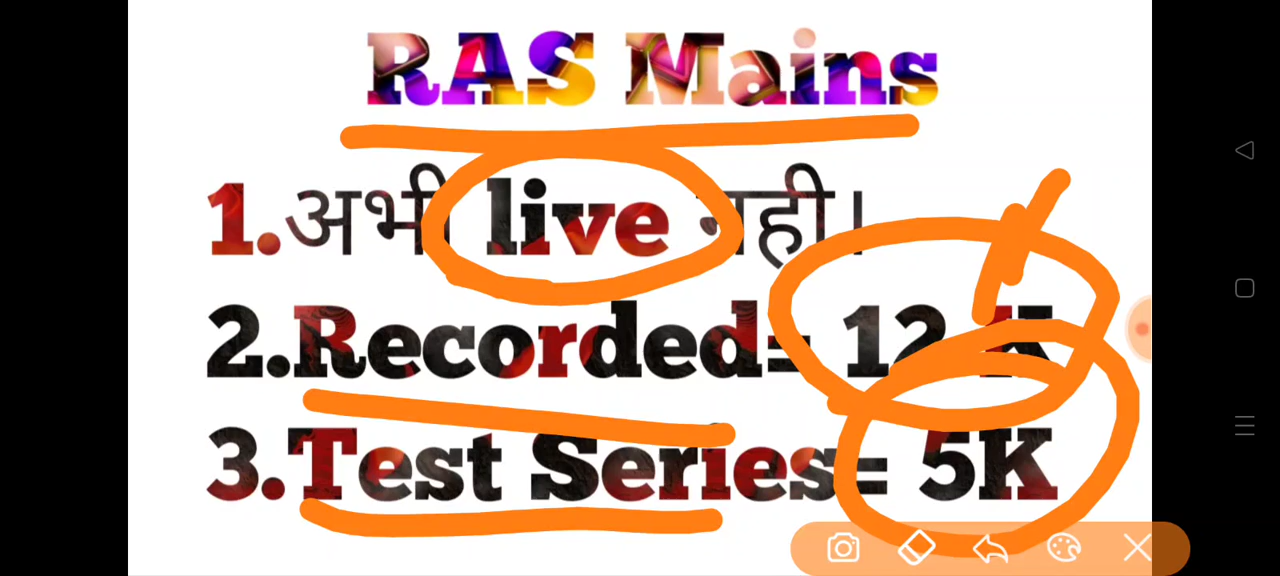 RAS Mains
1.अभी live नही।
2.Recorded= 12 K
3.Test Series= 5K